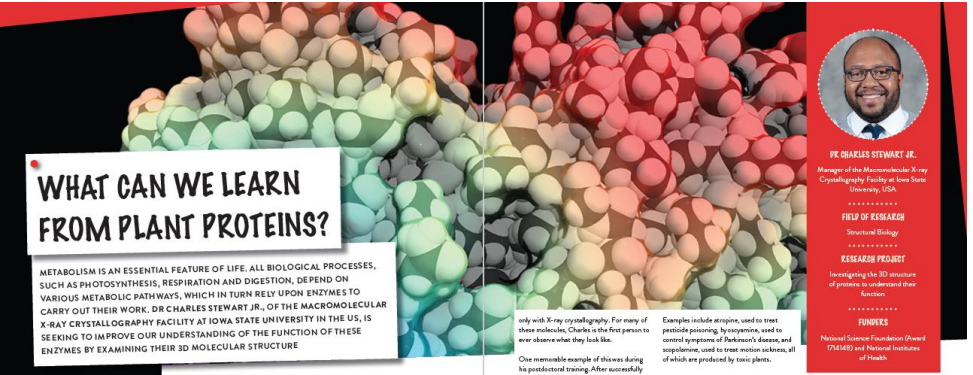 WHAT CAN WE LEARN
FROM PLANT PROTEINS?
METABOLISM IS AN ESSENTIAL FEATURE OF LIFE. ALL BIOLOGICAL PROCESSES,
SUCH AS PHOTOSYNTHESIS, RESPIRATION AND DIGESTION, DEPEND ON
VARIOUS METABOLIC PATHWAYS, WHICH IN TURN RELY UPON ENZYMES TO
CARRY OUT THEIR WORK. DR CHARLES STEWART JR., OF THE MACROMOLECULAR
X-RAY CRYSTALLOGRAPHY FACILITY AT IOWA STATE UNIVERSITY IN THE US, IS
SEEKING TO IMPROVE OUR UNDERSTANDING OF THE FUNCTION OF THESE
ENZYMES BY EXAMINING THEIR 3D MOLECULAR STRUCTURE
only with X-ray crystallography. For many of
these molecules, Charles is the first person to
ever observe what they look like.
One memorable example of this was during
his postdoctoral training. After successfully
Examples include atropine, used to treat
pesticide poisoning, hyoscyamine, used to
control symptoms of Parkinson's disease, and
scopolamine, used to treat motion sickness, all
of which are produced by toxic plants.
DR CHARLES STEWART JR.
Manager of the Macromolecular X-ray
Crystallography Facility at Iowa State
University, USA
FIELD OF RESEARCH
Structural Biology
RESEARCH PROJECT
Investigating the 3D structure
of proteins to understand their
function
FUNDERS
National Science Foundation (Award
1714148) and National Institutes
of Health